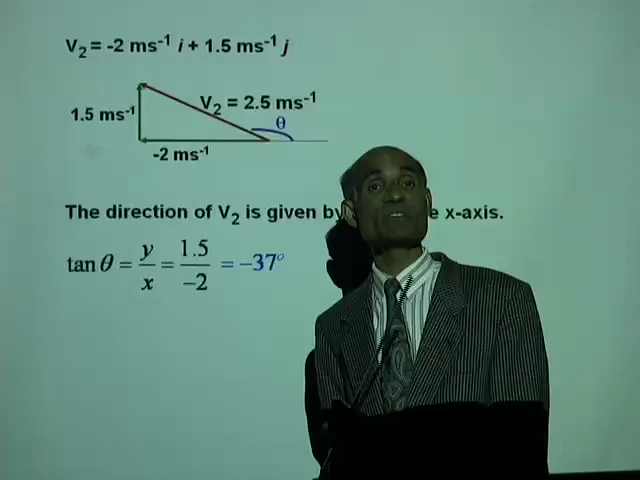 V₂ = -2 ms⁻¹ i + 1.5 ms⁻¹ j
1.5 ms⁻¹
V₂ = 2.5 ms⁻¹
θ
-2 ms⁻¹
The direction of V₂ is given by x-axis.
tan θ = y/x = 1.5/-2 = -37°